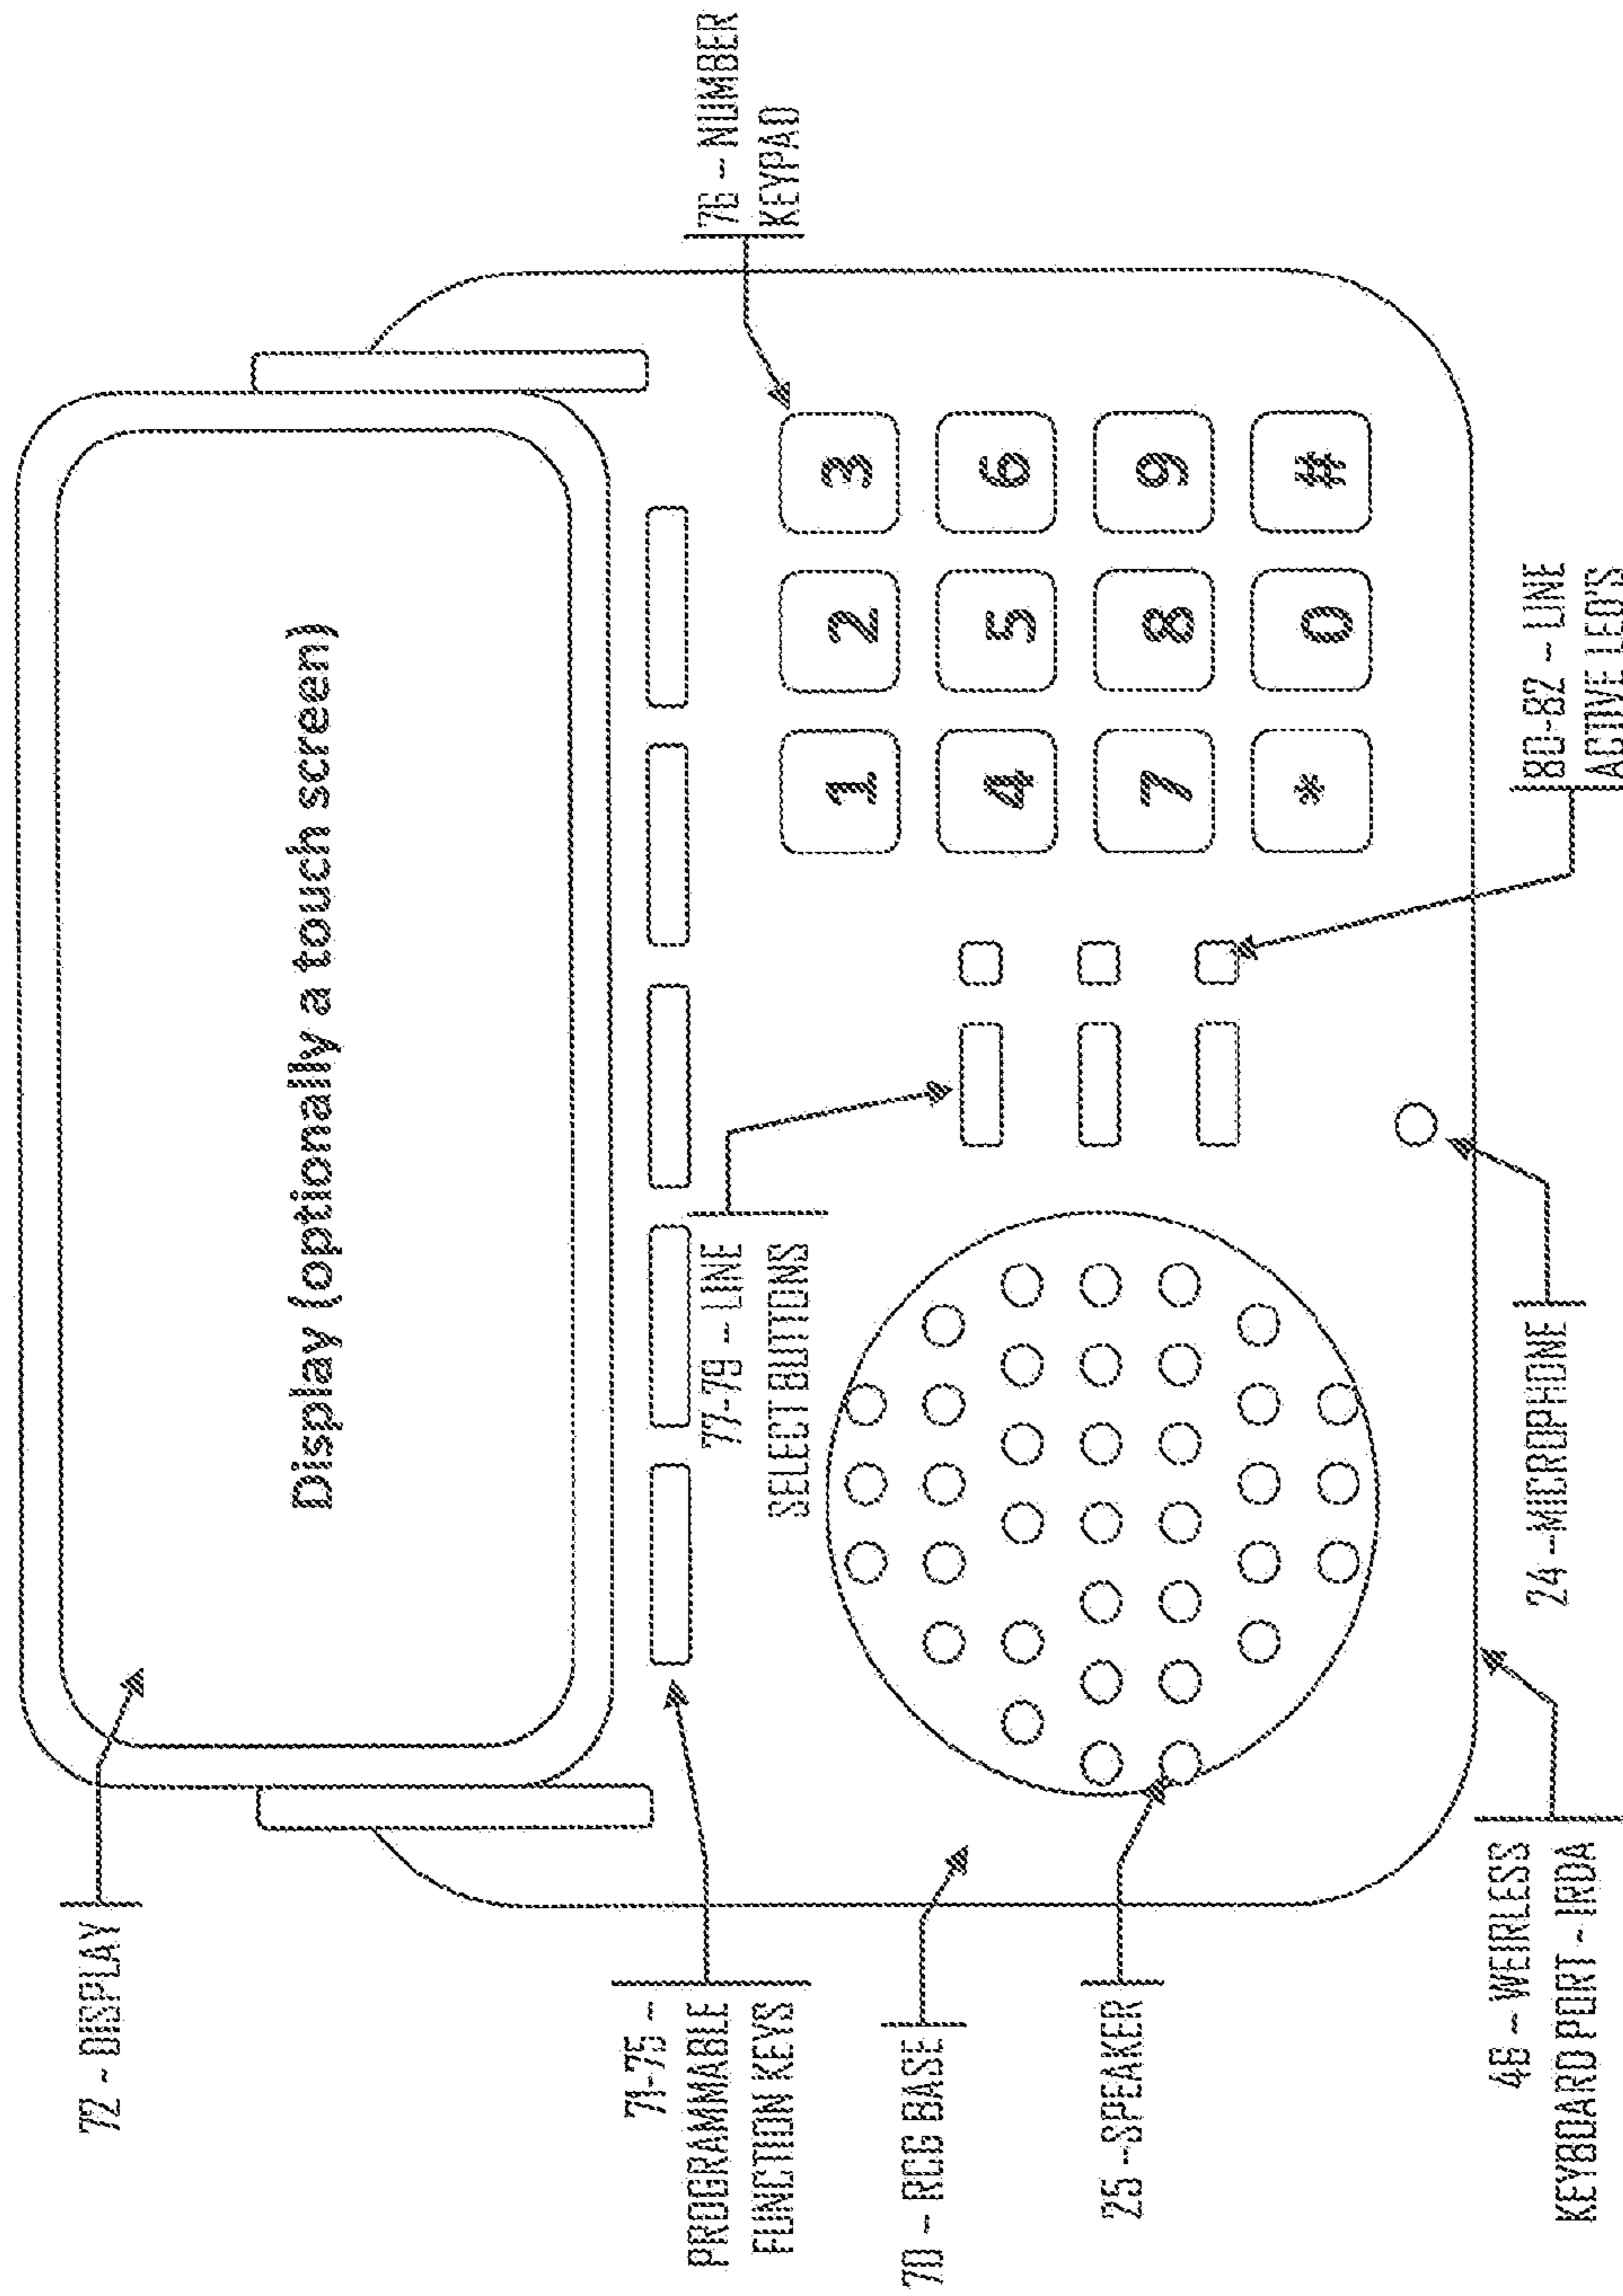 72 - DISPLAY
Display (optionally a touch screen)
71-75 -
PROGRAMMABLE
FUNCTION KEYS
77-79 - LINE
SELECT BUTTONS
76 - NUMBER
KEYPAD
70 - RCG BASE
25 - SPEAKER
1 2 3
4 5 6
7 8 9
* 0 #
48 - WEIRLESS
KEYBOARD PORT - IRDA
24 - MICROPHONE
80-82 - LINE
ACTIVE LED'S